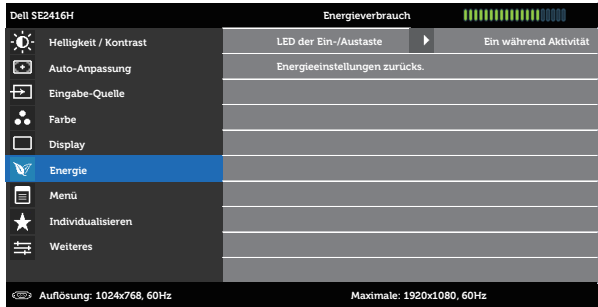 Dell SE2416H Energieverbrauch
Helligkeit / Kontrast LED der Ein-/Austaste Ein während Aktivität
Auto-Anpassung Energieeinstellungen zurücks.
Eingabe-Quelle
Farbe
Display
Energie
Menü
Individualisieren
Weiteres
Auflösung: 1024x768, 60Hz Maximale: 1920x1080, 60Hz